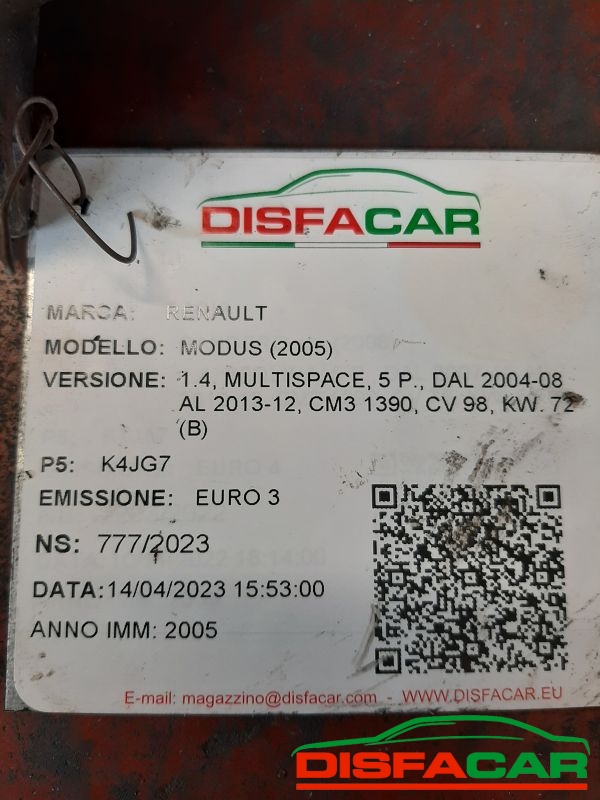 DISFACAR
MARCA: RENAULT
MODELLO: MODUS (2005)
VERSIONE: 1.4, MULTISPACE, 5 P., DAL 2004-08
AL 2013-12, CM3 1390, CV 98, KW. 72
(B)
P5: K4JG7
EMISSIONE: EURO 3
NS: 777/2023
DATA: 14/04/2023 15:53:00
ANNO IMM: 2005
E-mail: magazzino@disfacar.com - WWW.DISFACAR.EU
DISFACAR